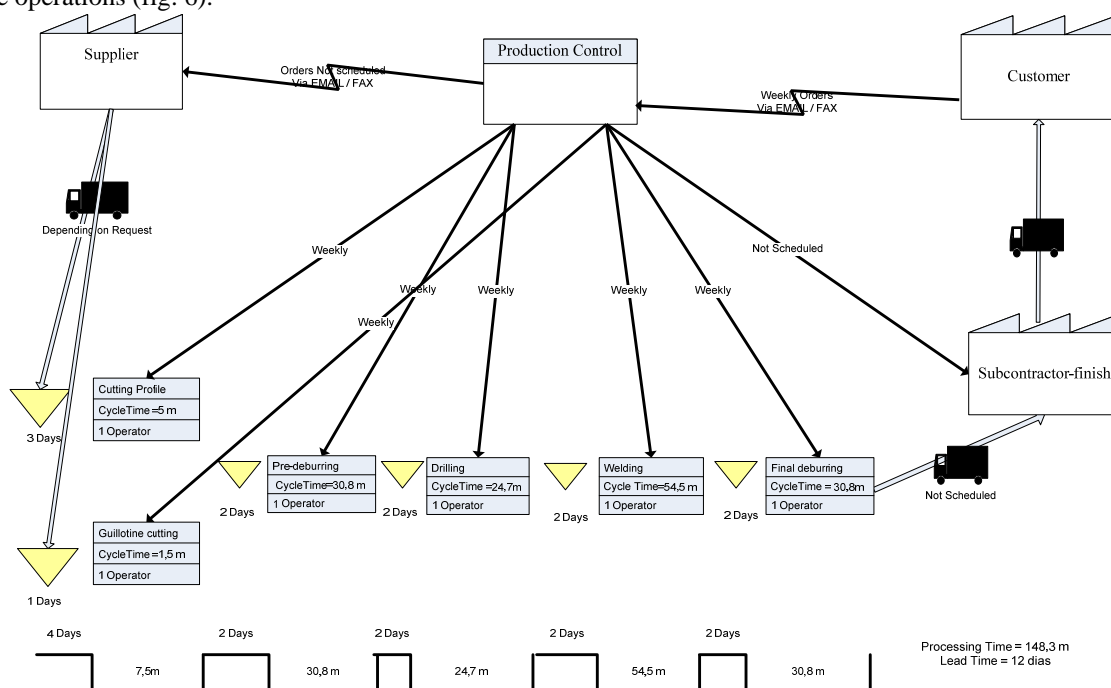 e operations (fig. 6).
Supplier
Production Control
Customer
Orders Not scheduled
Via EMAIL / FAX
Weekly Orders
Via EMAIL / FAX
Depending on Request
Weekly
Weekly
Weekly
Weekly
Weekly
Weekly
Not Scheduled
Subcontractor-finish
3 Days
Cutting Profile
CycleTime =5 m
1 Operator
2 Days
Pre-deburring
CycleTime=30,8 m
1 Operator
2 Days
Drilling
CycleTime =24,7m
1 Operator
2 Days
Welding
Cycle Time=54,5 m
1 Operator
2 Days
Final deburring
CycleTime = 30,8m
1 Operator
Not Scheduled
Guillotine cutting
CycleTime =1,5 m
1 Operator
1 Days
4 Days
2 Days
2 Days
2 Days
2 Days
7,5m
30,8 m
24,7 m
54,5 m
30,8 m
Processing Time = 148,3 m
Lead Time = 12 dias